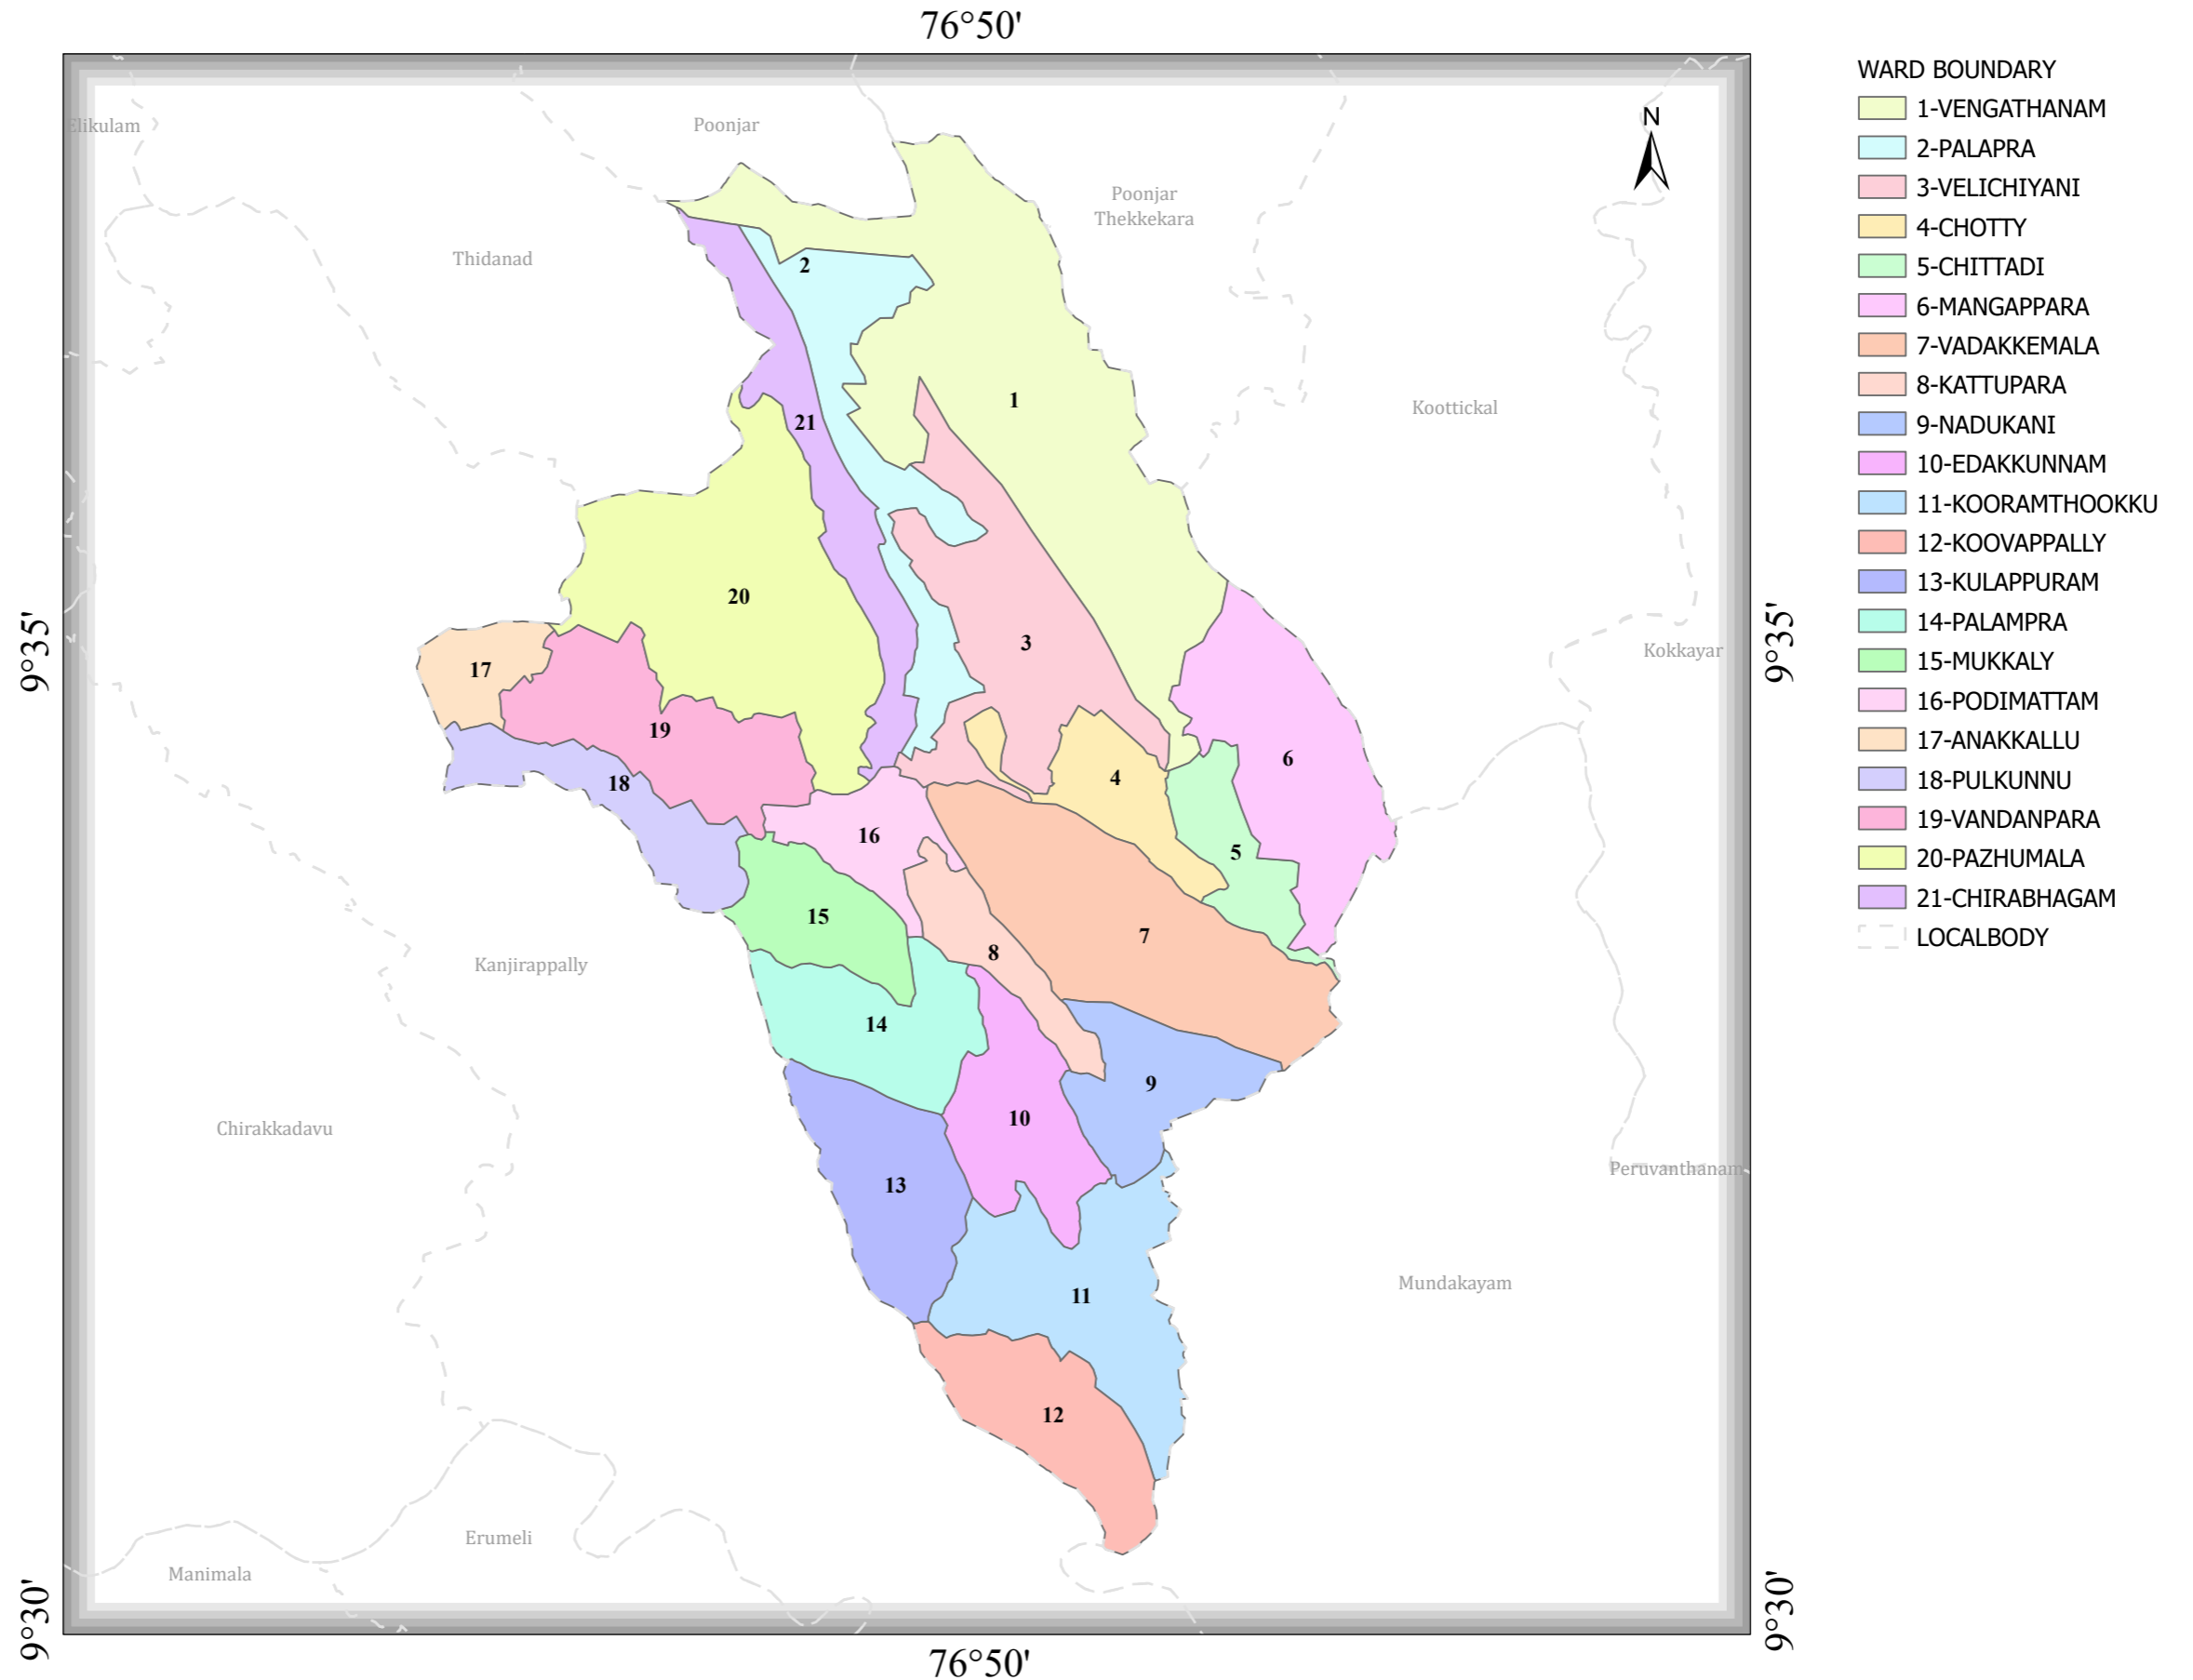 76°50'
WARD BOUNDARY
1-VENGATHANAM
2-PALAPRA
3-VELICHIYANI
4-CHOTTY
5-CHITTADI
6-MANGAPPARA
7-VADAKKEMALA
8-KATTUPARA
9-NADUKANI
10-EDAKKUNNAM
11-KOORAMTHOOKKU
12-KOOVAPPALLY
13-KULAPPURAM
14-PALAMPRA
15-MUKKALY
16-PODIMATTAM
17-ANAKKALLU
18-PULKUNNU
19-VANDANPARA
20-PAZHUMALA
21-CHIRABHAGAM
LOCALBODY
N
Elikulam
Poonjar
Poonjar
Thekkekara
Thidanad
2
1
Koottickal
21
20
9°35'
9°35'
3
Kokkayar
17
19
6
4
18
16
5
15
7
8
Kanjirappally
14
9
10
Chirakkadavu
Peruvanthanam
13
Mundakayam
11
12
Erumeli
Manimala
9°30'
9°30'
76°50'